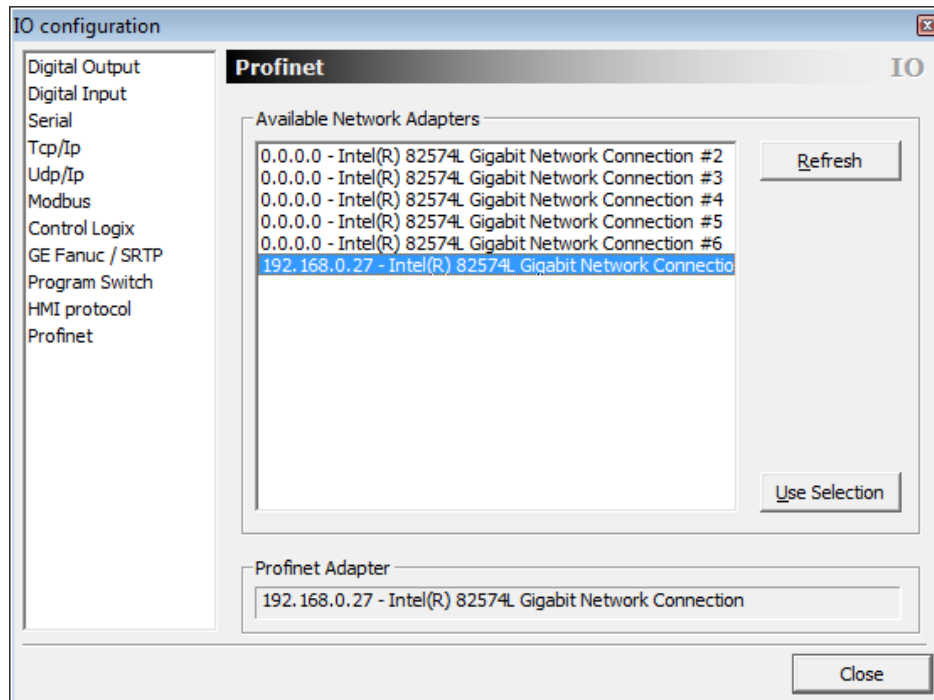 IO configuration
Digital Output
Digital Input
Serial
Tcp/Ip
Udp/Ip
Modbus
Control Logix
GE Fanuc / SRTP
Program Switch
HMI protocol
Profinet
Profinet IO
Available Network Adapters
0.0.0.0 - Intel(R) 82574L Gigabit Network Connection #2
0.0.0.0 - Intel(R) 82574L Gigabit Network Connection #3
0.0.0.0 - Intel(R) 82574L Gigabit Network Connection #4
0.0.0.0 - Intel(R) 82574L Gigabit Network Connection #5
0.0.0.0 - Intel(R) 82574L Gigabit Network Connection #6
192.168.0.27 - Intel(R) 82574L Gigabit Network Connectio
Refresh
Use Selection
Profinet Adapter
192.168.0.27 - Intel(R) 82574L Gigabit Network Connection
Close